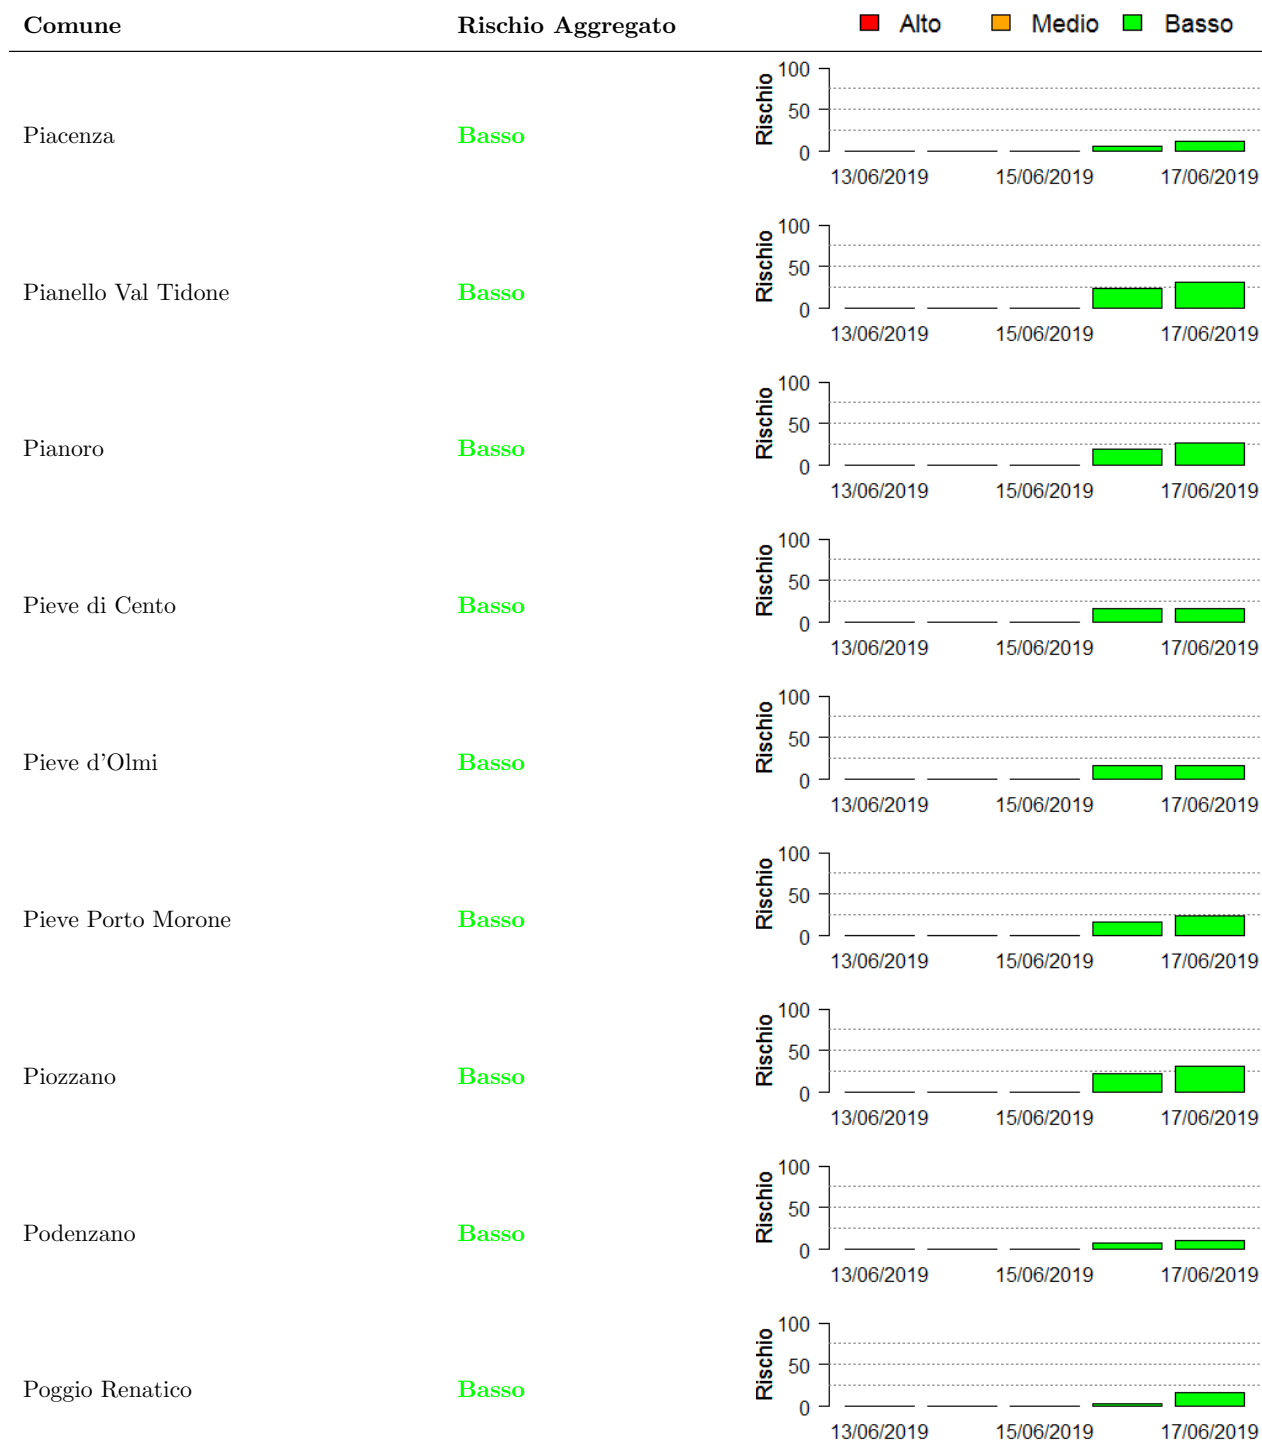 Comune Rischio Aggregato Alto Medio Basso
100
50
0
Rischio
Piacenza Basso
13/06/2019 15/06/2019 17/06/2019
100
50
0
Rischio
Pianello Val Tidone Basso
13/06/2019 15/06/2019 17/06/2019
100
50
0
Rischio
Pianoro Basso
13/06/2019 15/06/2019 17/06/2019
100
50
0
Rischio
Pieve di Cento Basso
13/06/2019 15/06/2019 17/06/2019
100
50
0
Rischio
Pieve d'Olmi Basso
13/06/2019 15/06/2019 17/06/2019
100
50
0
Rischio
Pieve Porto Morone Basso
13/06/2019 15/06/2019 17/06/2019
100
50
0
Rischio
Piozzano Basso
13/06/2019 15/06/2019 17/06/2019
100
50
0
Rischio
Podenzano Basso
13/06/2019 15/06/2019 17/06/2019
100
50
0
Rischio
Poggio Renatico Basso
13/06/2019 15/06/2019 17/06/2019